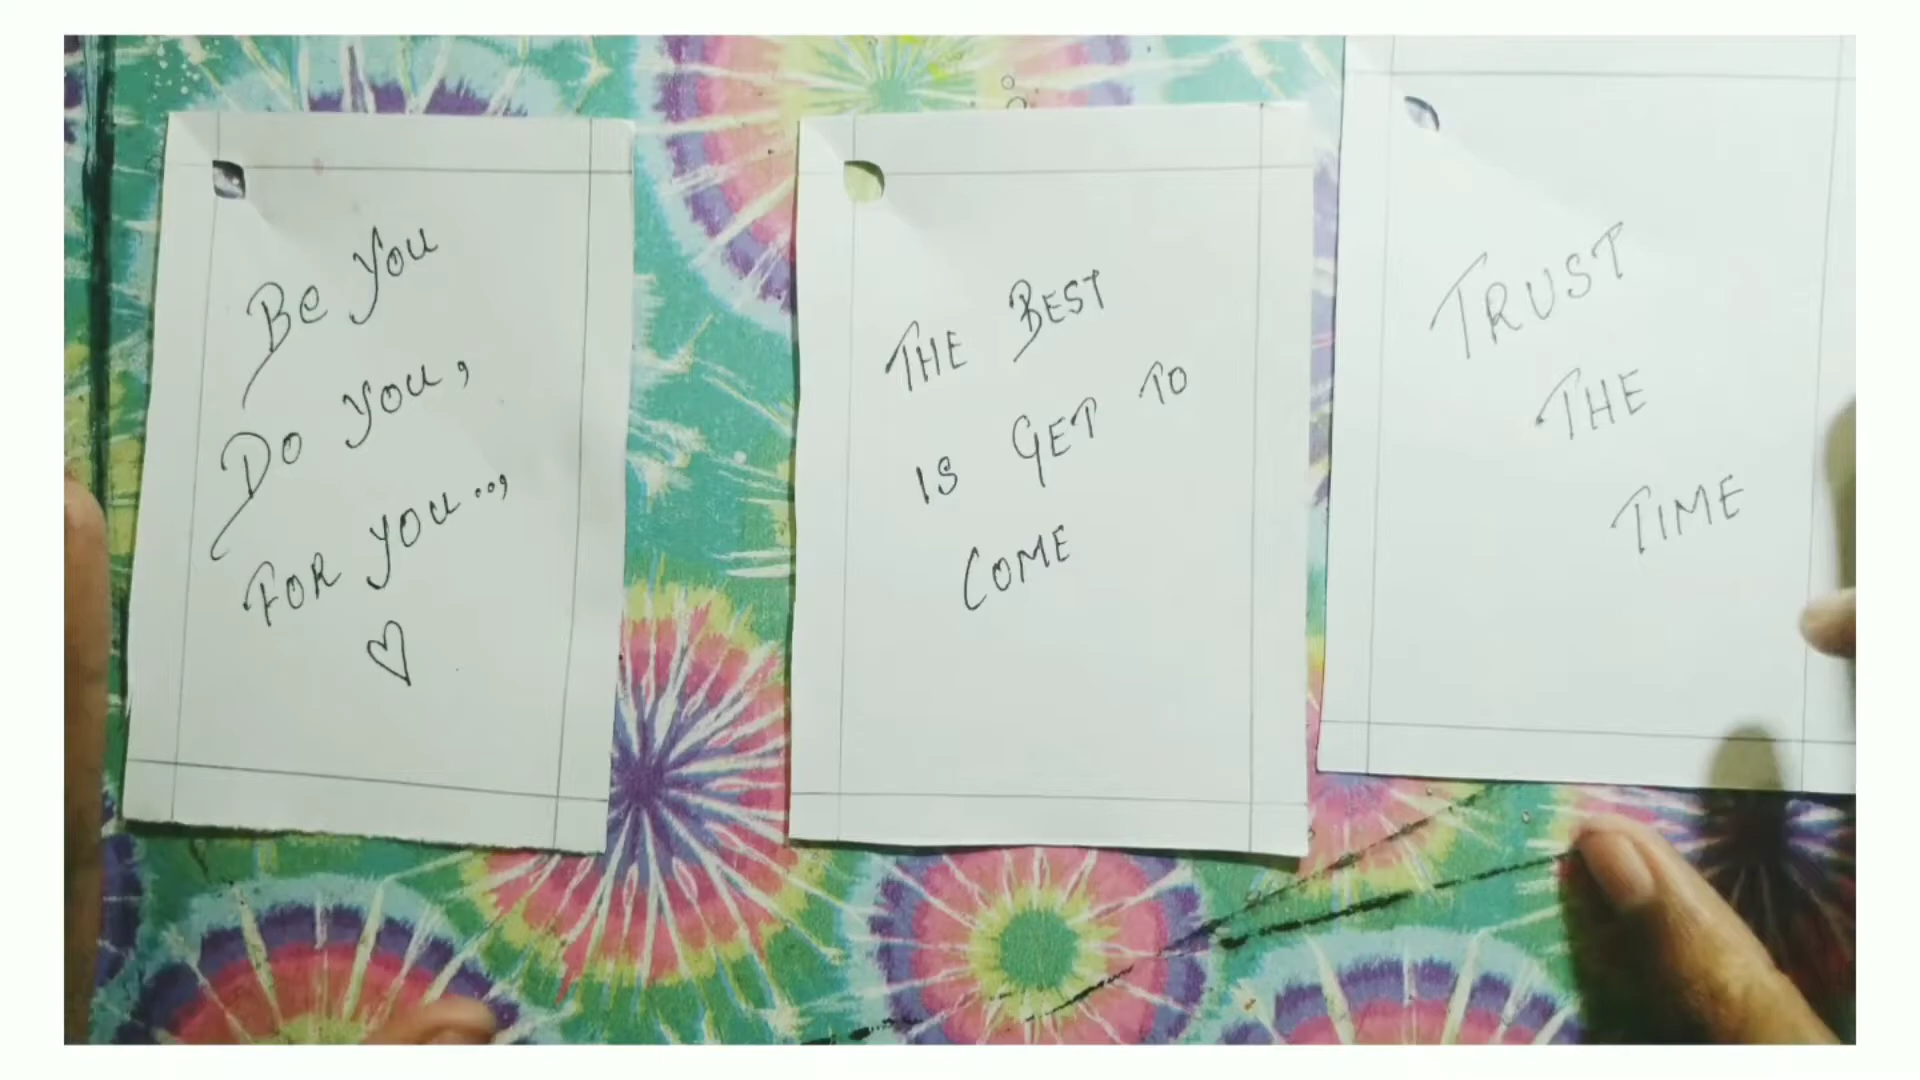 Be You
Do You,
FOR YOU..,
THE BEST
IS GET TO
COME
TRUST
THE
TIME